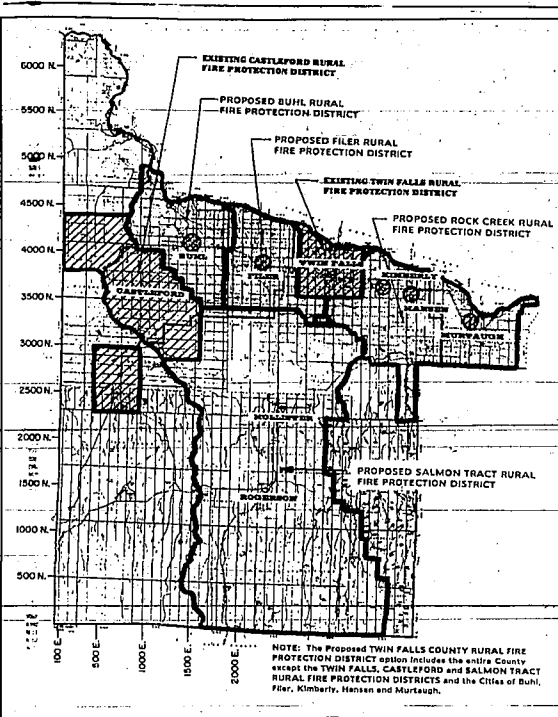 EXISTING CASTLEFORD RURAL
FIRE PROTECTION DISTRICT
PROPOSED BUHL RURAL
FIRE PROTECTION DISTRICT
PROPOSED FILER RURAL
FIRE PROTECTION DISTRICT
EXISTING TWIN FALLS RURAL
FIRE PROTECTION DISTRICT
PROPOSED ROCK CREEK RURAL
FIRE PROTECTION DISTRICT
6000 N.
5500 N.
5000 N.
4500 N.
4000 N.
3500 N.
3000 N.
2500 N.
2000 N.
1500 N.
1000 N.
500 N.
BUHL
FILER
TWIN FALLS
KIMBERLY
HANSEN
MURTAUGH
CASTLEFORD
HOLLISTER
ROGERSON
PROPOSED SALMON TRACT RURAL
FIRE PROTECTION DISTRICT
100 E.
500 E.
1000 E.
1500 E.
2000 E.
NOTE: The Proposed TWIN FALLS COUNTY RURAL FIRE
PROTECTION DISTRICT option includes the entire County
except the TWIN FALLS, CASTLEFORD and SALMON TRACT
RURAL FIRE PROTECTION DISTRICTS and the Cities of Buhl,
Filer, Kimberly, Hansen and Murtaugh.